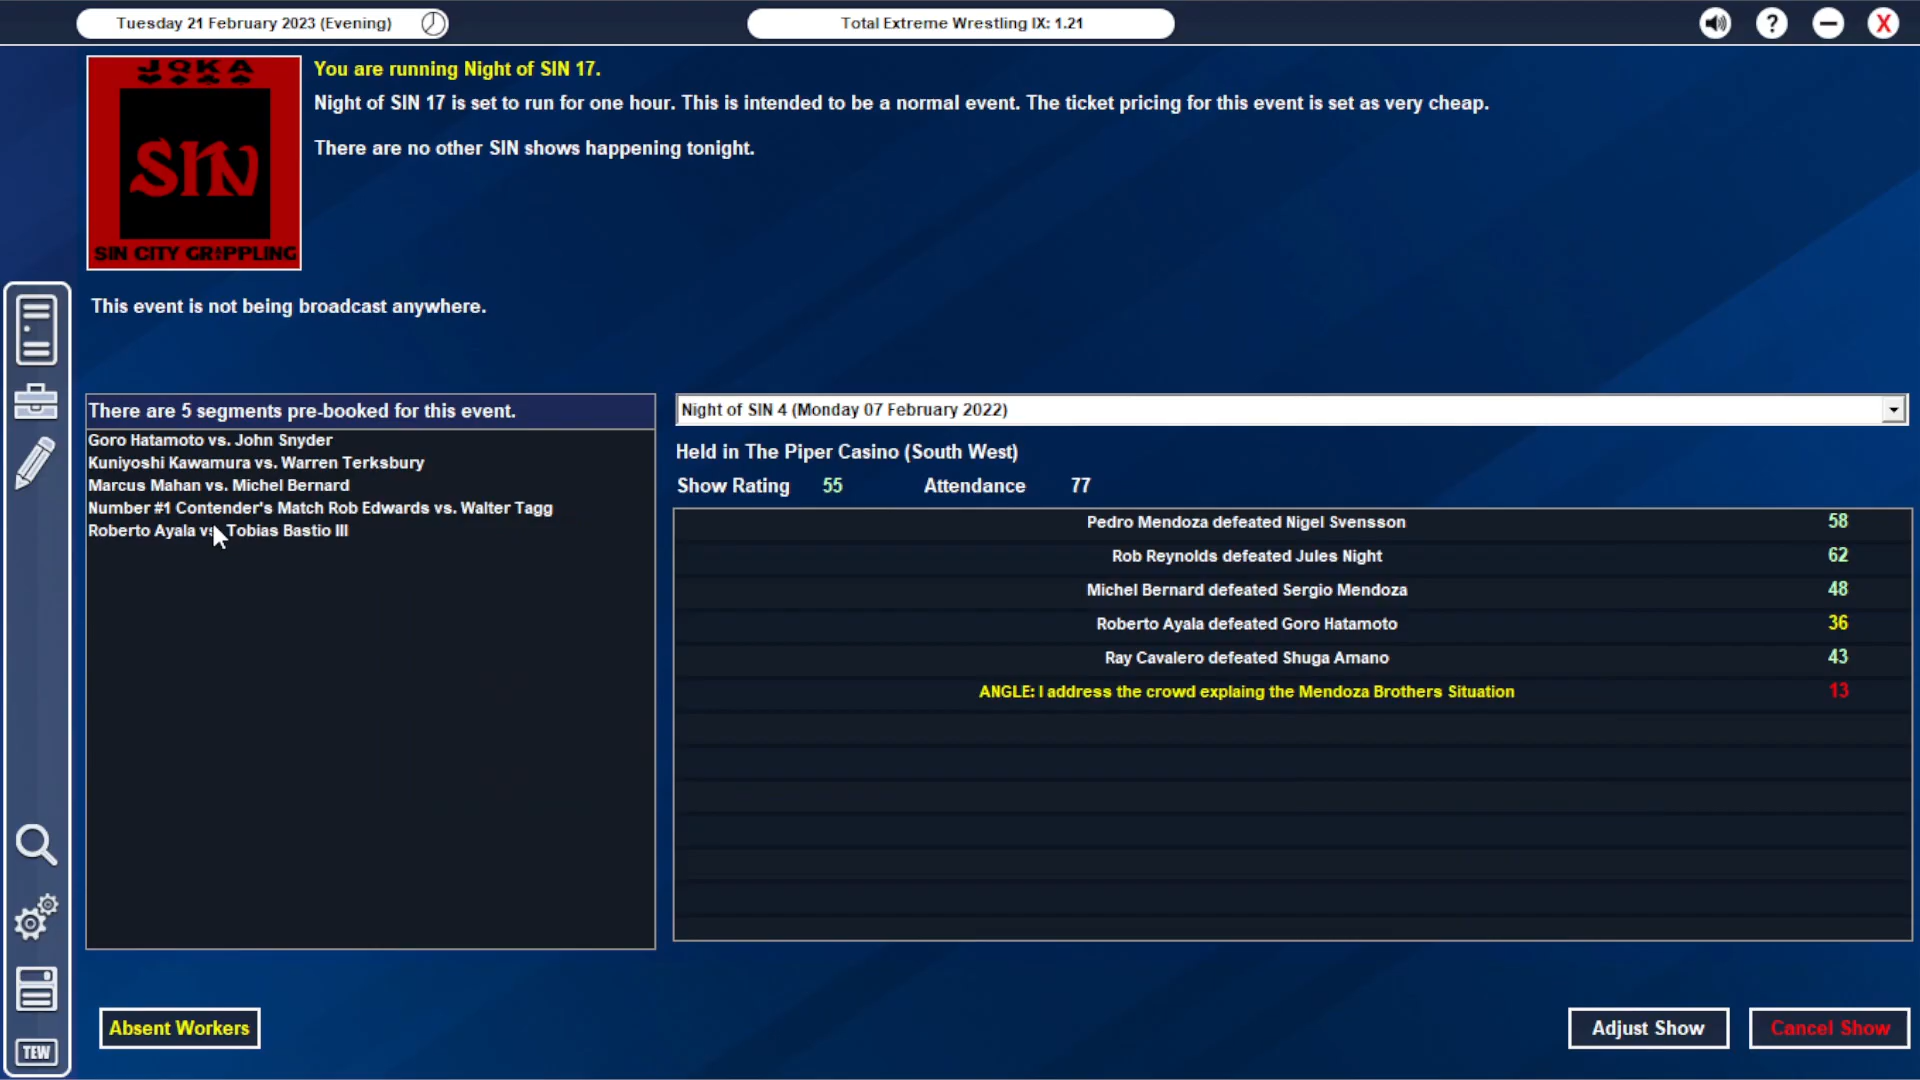 Tuesday 21 February 2023 (Evening)
Total Extreme Wrestling IX: 1.21
?
X
JQKA
SIN
SIN CITY GRAPPLING
You are running Night of SIN 17.
Night of SIN 17 is set to run for one hour. This is intended to be a normal event. The ticket pricing for this event is set as very cheap.
There are no other SIN shows happening tonight.
This event is not being broadcast anywhere.
There are 5 segments pre-booked for this event.
Goro Hatamoto vs. John Snyder
Kuniyoshi Kawamura vs. Warren Terksbury
Marcus Mahan vs. Michel Bernard
Number #1 Contender's Match Rob Edwards vs. Walter Tagg
Roberto Ayala vs. Tobias Bastio III
Night of SIN 4 (Monday 07 February 2022)
Held in The Piper Casino (South West)
Show Rating 55 Attendance 77
Pedro Mendoza defeated Nigel Svensson 58
Rob Reynolds defeated Jules Night 62
Michel Bernard defeated Sergio Mendoza 48
Roberto Ayala defeated Goro Hatamoto 36
Ray Cavalero defeated Shuga Amano 43
ANGLE: I address the crowd explaing the Mendoza Brothers Situation 13
TEW
Absent Workers
Adjust Show
Cancel Show